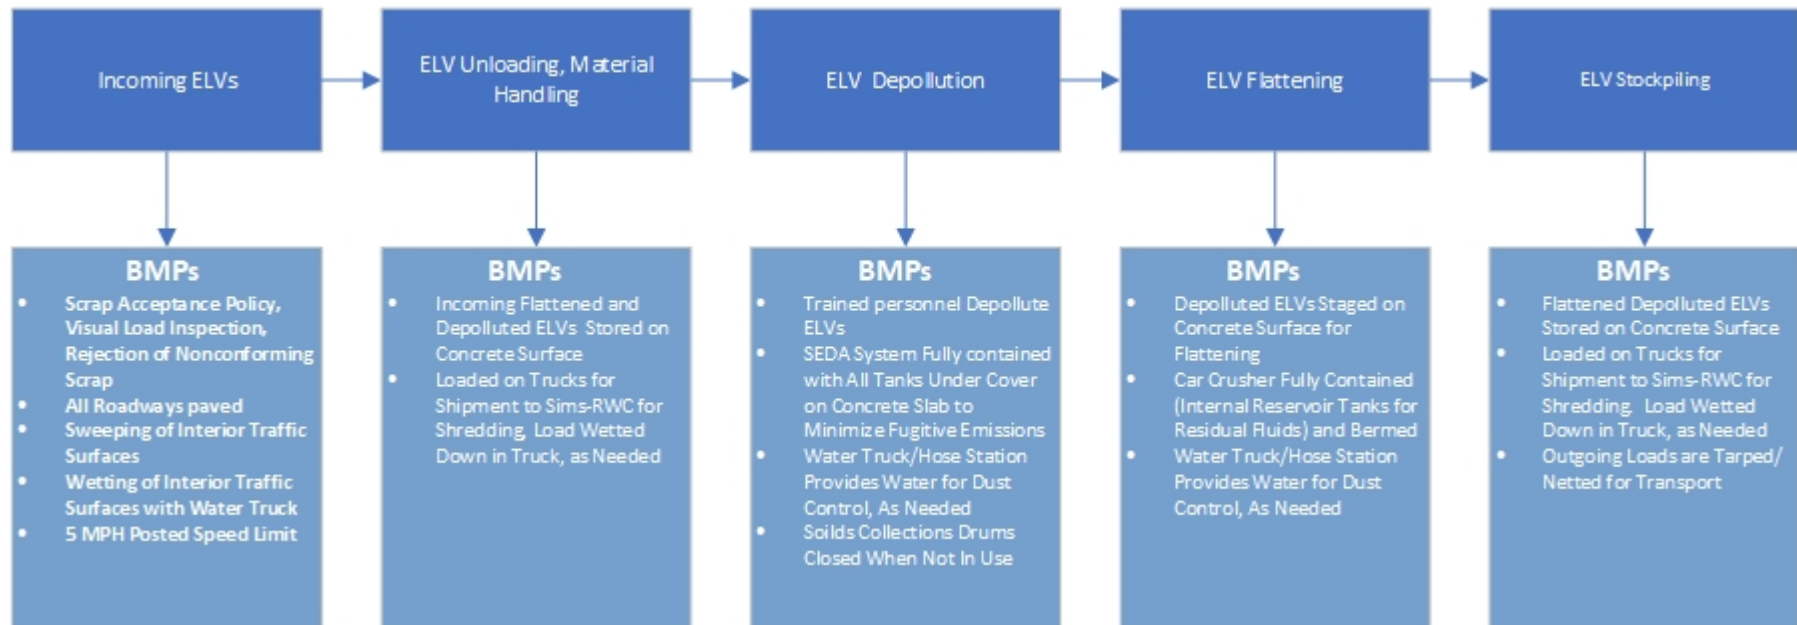 Incoming ELVs
ELV Unloading, Material
Handling
ELV Depollution
ELV Flattening
ELV Stockpiling
BMPs
• Scrap Acceptance Policy,
Visual Load Inspection,
Rejection of Nonconforming
Scrap
• All Roadways paved
• Sweeping of Interior Traffic
Surfaces
• Wetting of Interior Traffic
Surfaces with Water Truck
• 5 MPH Posted Speed Limit
BMPs
• Incoming Flattened and
Depolluted ELVs Stored on
Concrete Surface
• Loaded on Trucks for
Shipment to Sims-RWC for
Shredding, Load Wetted
Down in Truck, as Needed
BMPs
• Trained personnel Depollute
ELVs
• SEDA System Fully contained
with All Tanks Under Cover
on Concrete Slab to
Minimize Fugitive Emissions
• Water Truck/Hose Station
Provides Water for Dust
Control, As Needed
• Soilds Collections Drums
Closed When Not In Use
BMPs
• Depolluted ELVs Staged on
Concrete Surface for
Flattening
• Car Crusher Fully Contained
(Internal Reservoir Tanks for
Residual Fluids) and Bermed
• Water Truck/Hose Station
Provides Water for Dust
Control, As Needed
BMPs
• Flattened Depolluted ELVs
Stored on Concrete Surface
• Loaded on Trucks for
Shipment to Sims-RWC for
Shredding. Load Wetted
Down in Truck, as Needed
• Outgoing Loads are Tarped/
Netted for Transport